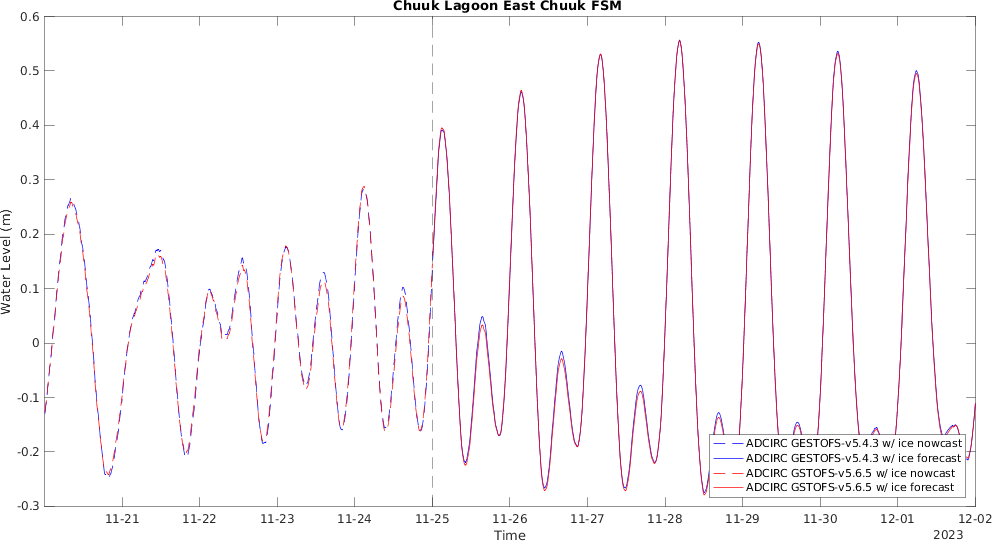 Chuuk Lagoon East Chuuk FSM
Water Level (m)
0.6
0.5
0.4
0.3
0.2
0.1
0
-0.1
-0.2
-0.3
ADCIRC GESTOFS-v5.4.3 w/ ice nowcast
ADCIRC GESTOFS-v5.4.3 w/ ice forecast
ADCIRC GSTOFS-v5.6.5 w/ ice nowcast
ADCIRC GSTOFS-v5.6.5 w/ ice forecast
11-21 11-22 11-23 11-24 11-25 11-26 11-27 11-28 11-29 11-30 12-01 12-02
Time
2023